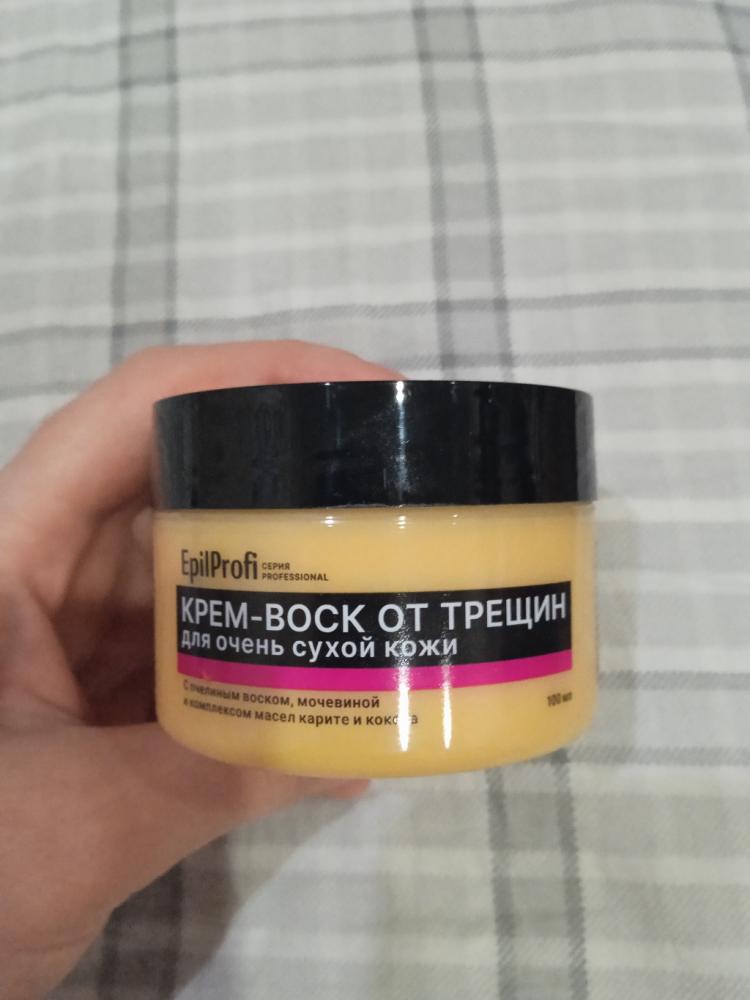 EpilProfi СЕРИЯ
PROFESSIONAL
КРЕМ-ВОСК ОТ ТРЕЩИН
для очень сухой кожи
С пчелиным воском, мочевиной
и комплексом масел карите и кокоса
100 мл